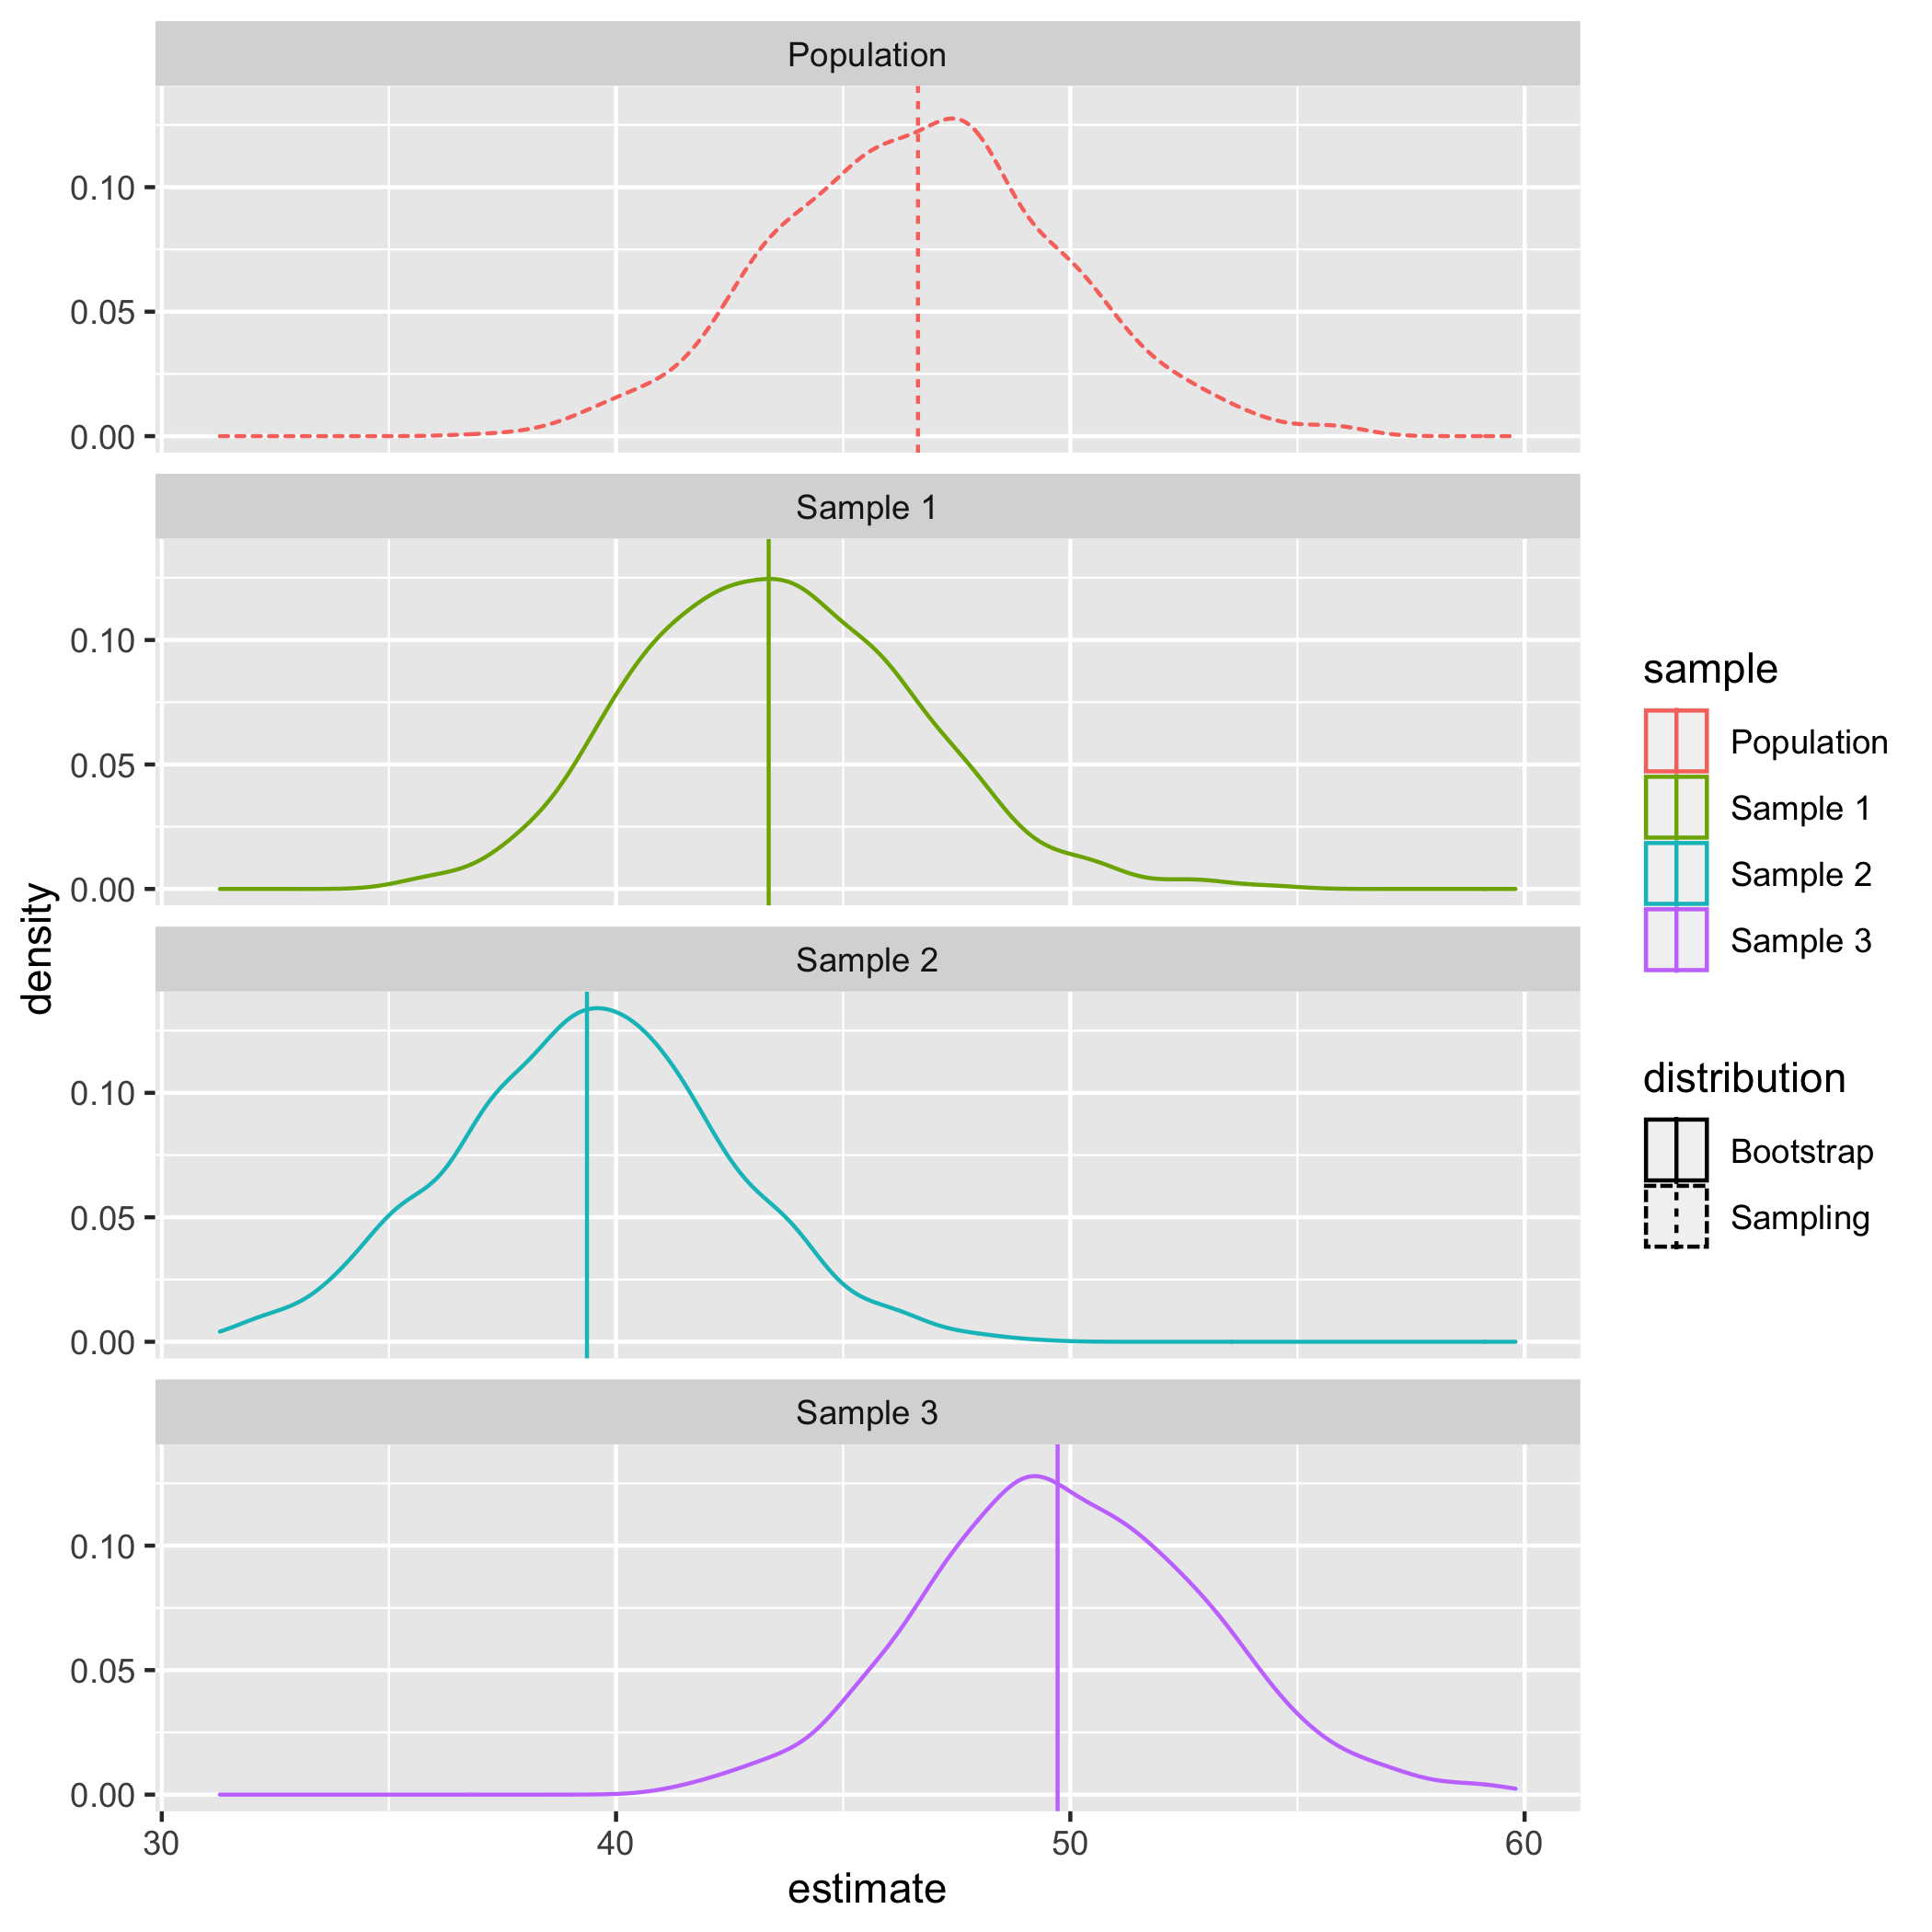 Population
0.10
0.05
0.00
Sample 1
0.10
0.05
0.00
Sample 2
0.10
0.05
0.00
Sample 3
0.10
0.05
0.00
30 40 50 60
estimate
density
sample
Population
Sample 1
Sample 2
Sample 3
distribution
Bootstrap
Sampling